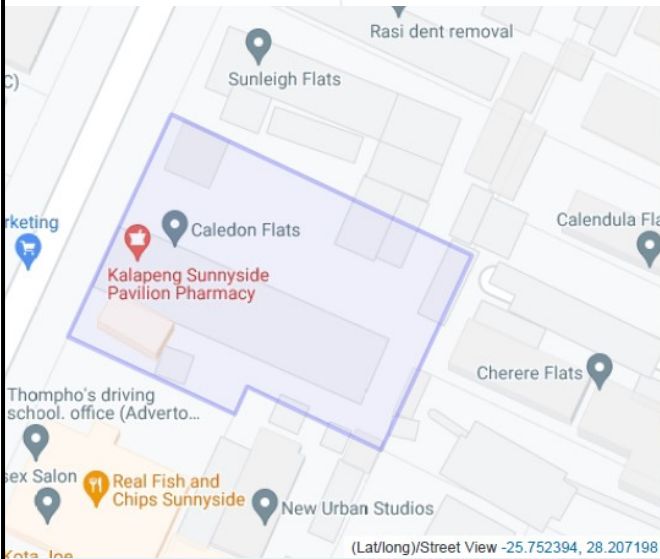 Rasi dent removal
Sunleigh Flats
C)
rketing
Caledon Flats
Calendula Fla
Kalapeng Sunnyside
Pavilion Pharmacy
Cherere Flats
Thompho's driving
school. office (Adverto...
sex Salon
Real Fish and
Chips Sunnyside
New Urban Studios
Kota Joe
(Lat/long)/Street View -25.752394, 28.207198